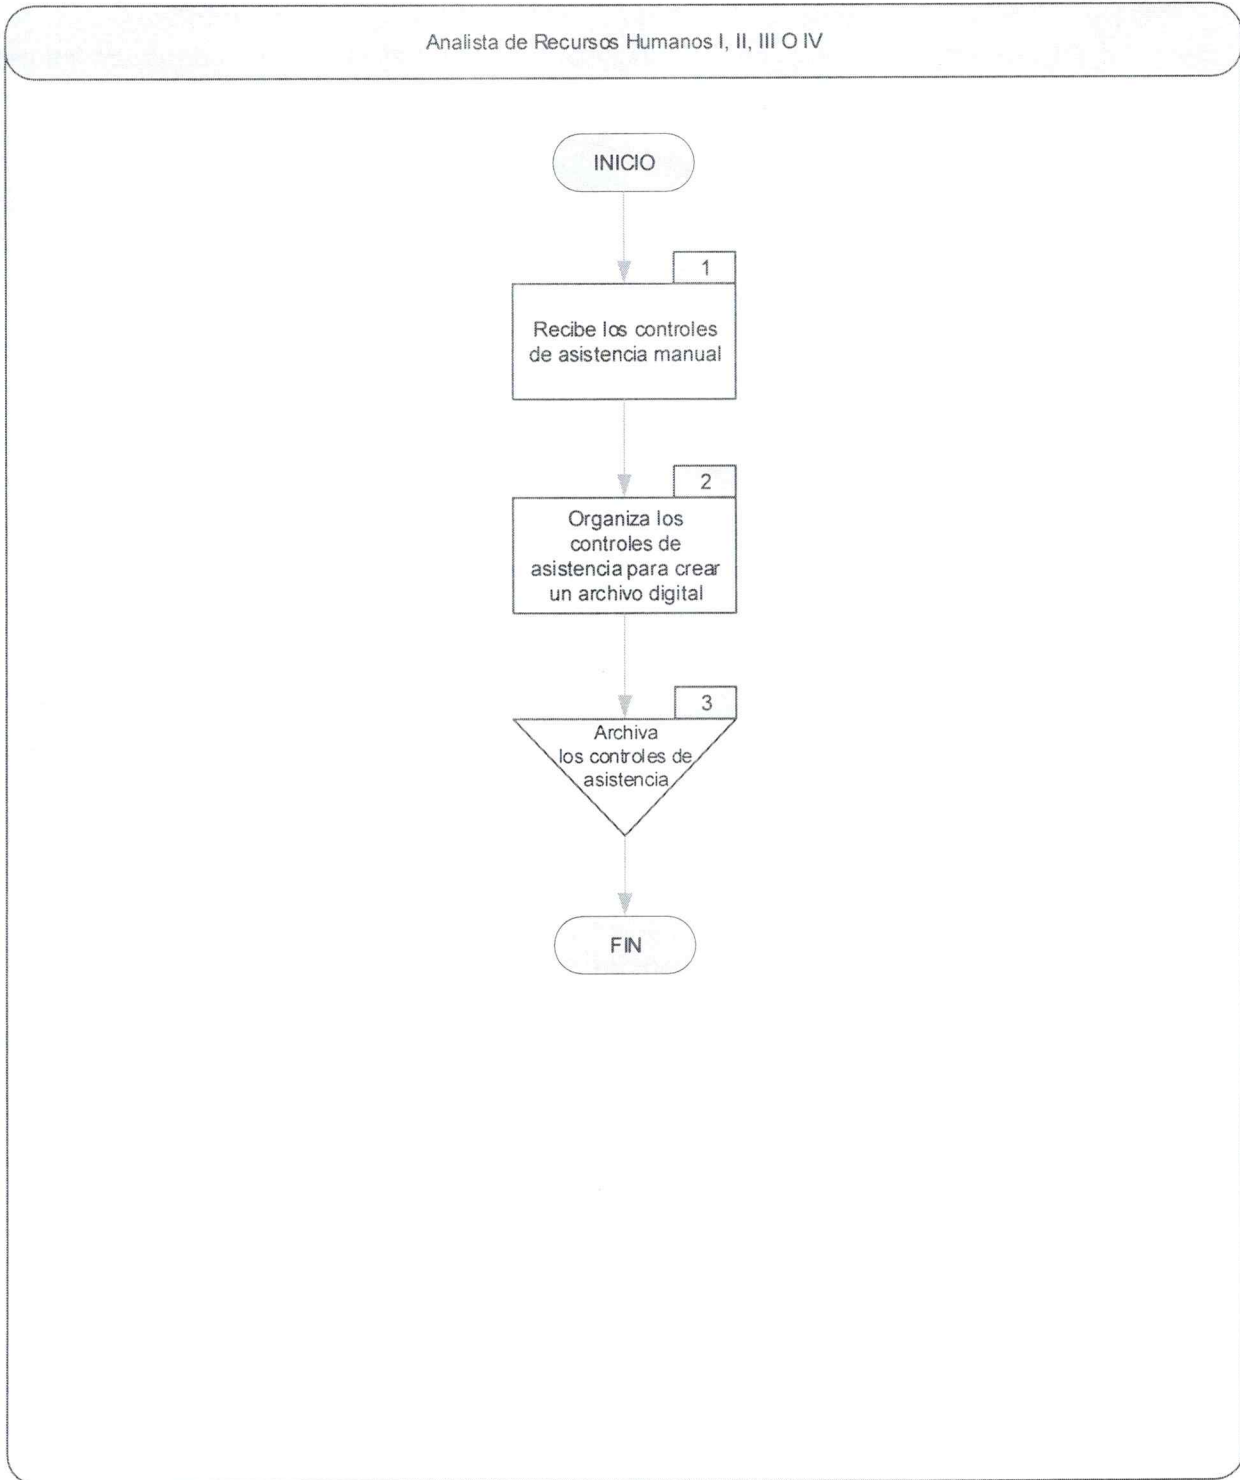 Analista de Recursos Humanos I, II, III O IV
INICIO
1
Recibe los controles
de asistencia manual
2
Organiza los
controles de
asistencia para crear
un archivo digital
3
Archiva
los controles de
asistencia
FIN